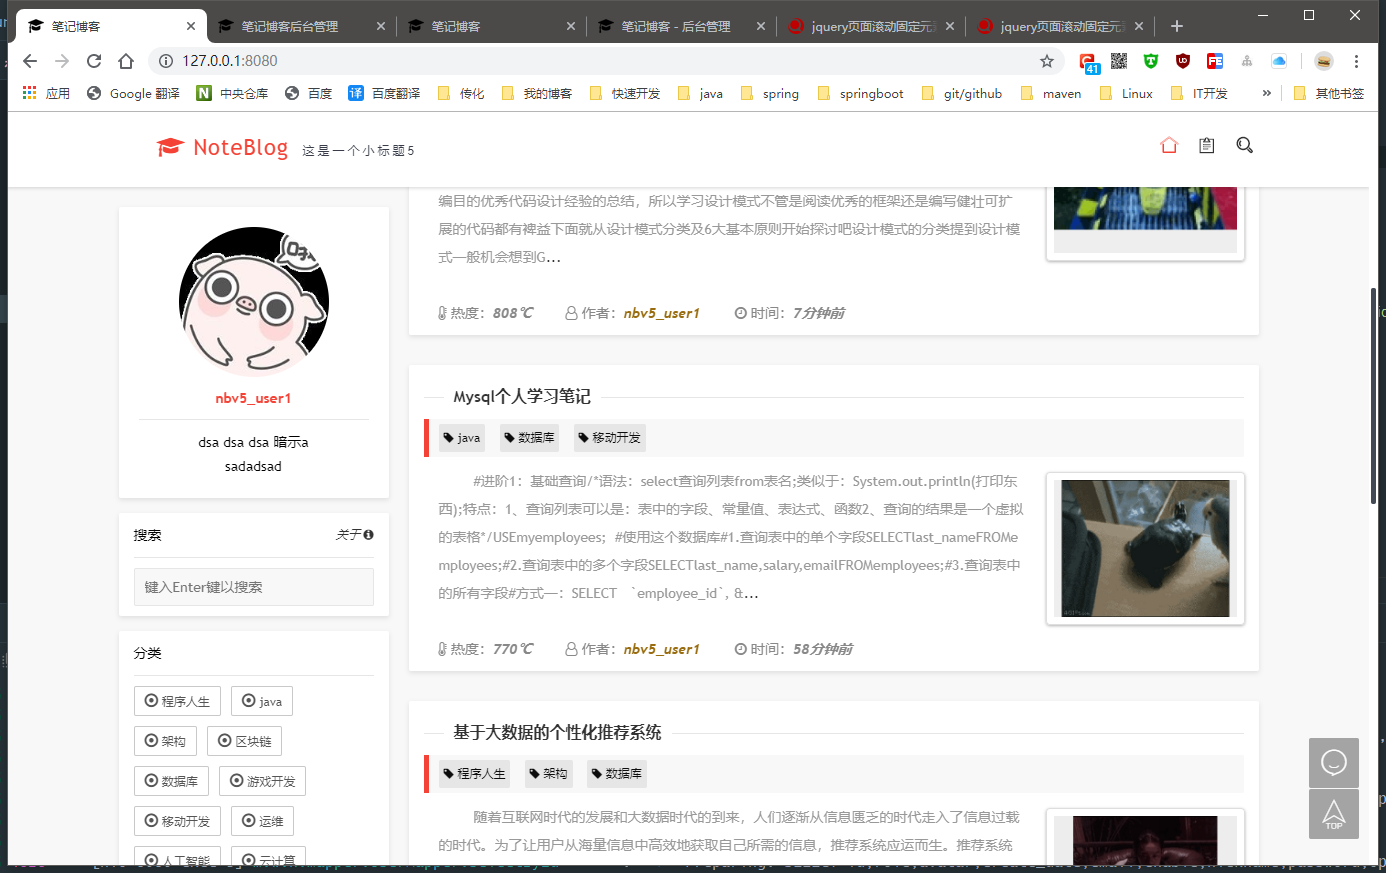 笔记博客
笔记博客后台管理
笔记博客
笔记博客 - 后台管理
jquery页面滚动固定元
jquery页面滚动固定元
127.0.0.1:8080
41
应用
Google 翻译
中央仓库
百度
百度翻译
传化
我的博客
快速开发
java
spring
springboot
git/github
maven
Linux
IT开发
»
其他书签
NoteBlog 这是一个小标题5
nbv5_user1
dsa dsa dsa 暗示a
sadadsad
搜索 关于
键入Enter键以搜索
分类
程序人生 java
架构 区块链
数据库 游戏开发
移动开发 运维
人工智能 云计算
编目的优秀代码设计经验的总结，所以学习设计模式不管是阅读优秀的框架还是编写健壮可扩
展的代码都有裨益下面就从设计模式分类及6大基本原则开始探讨吧设计模式的分类提到设计模
式一般机会想到G...
热度：808℃ 作者：nbv5_user1 时间：7分钟前
Mysql个人学习笔记
java 数据库 移动开发
#进阶1：基础查询/*语法：select查询列表from表名;类似于：System.out.println(打印东
西);特点：1、查询列表可以是：表中的字段、常量值、表达式、函数2、查询的结果是一个虚拟
的表格*/USEmyemployees; #使用这个数据库#1.查询表中的单个字段SELECTlast_nameFROMe
mployees;#2.查询表中的多个字段SELECTlast_name,salary,emailFROMemployees;#3.查询表中
的所有字段#方式一：SELECT `employee_id`, &...
热度：770℃ 作者：nbv5_user1 时间：58分钟前
基于大数据的个性化推荐系统
程序人生 架构 数据库
随着互联网时代的发展和大数据时代的到来，人们逐渐从信息匮乏的时代走入了信息过载
的时代。为了让用户从海量信息中高效地获取自己所需的信息，推荐系统应运而生。推荐系统
TOP